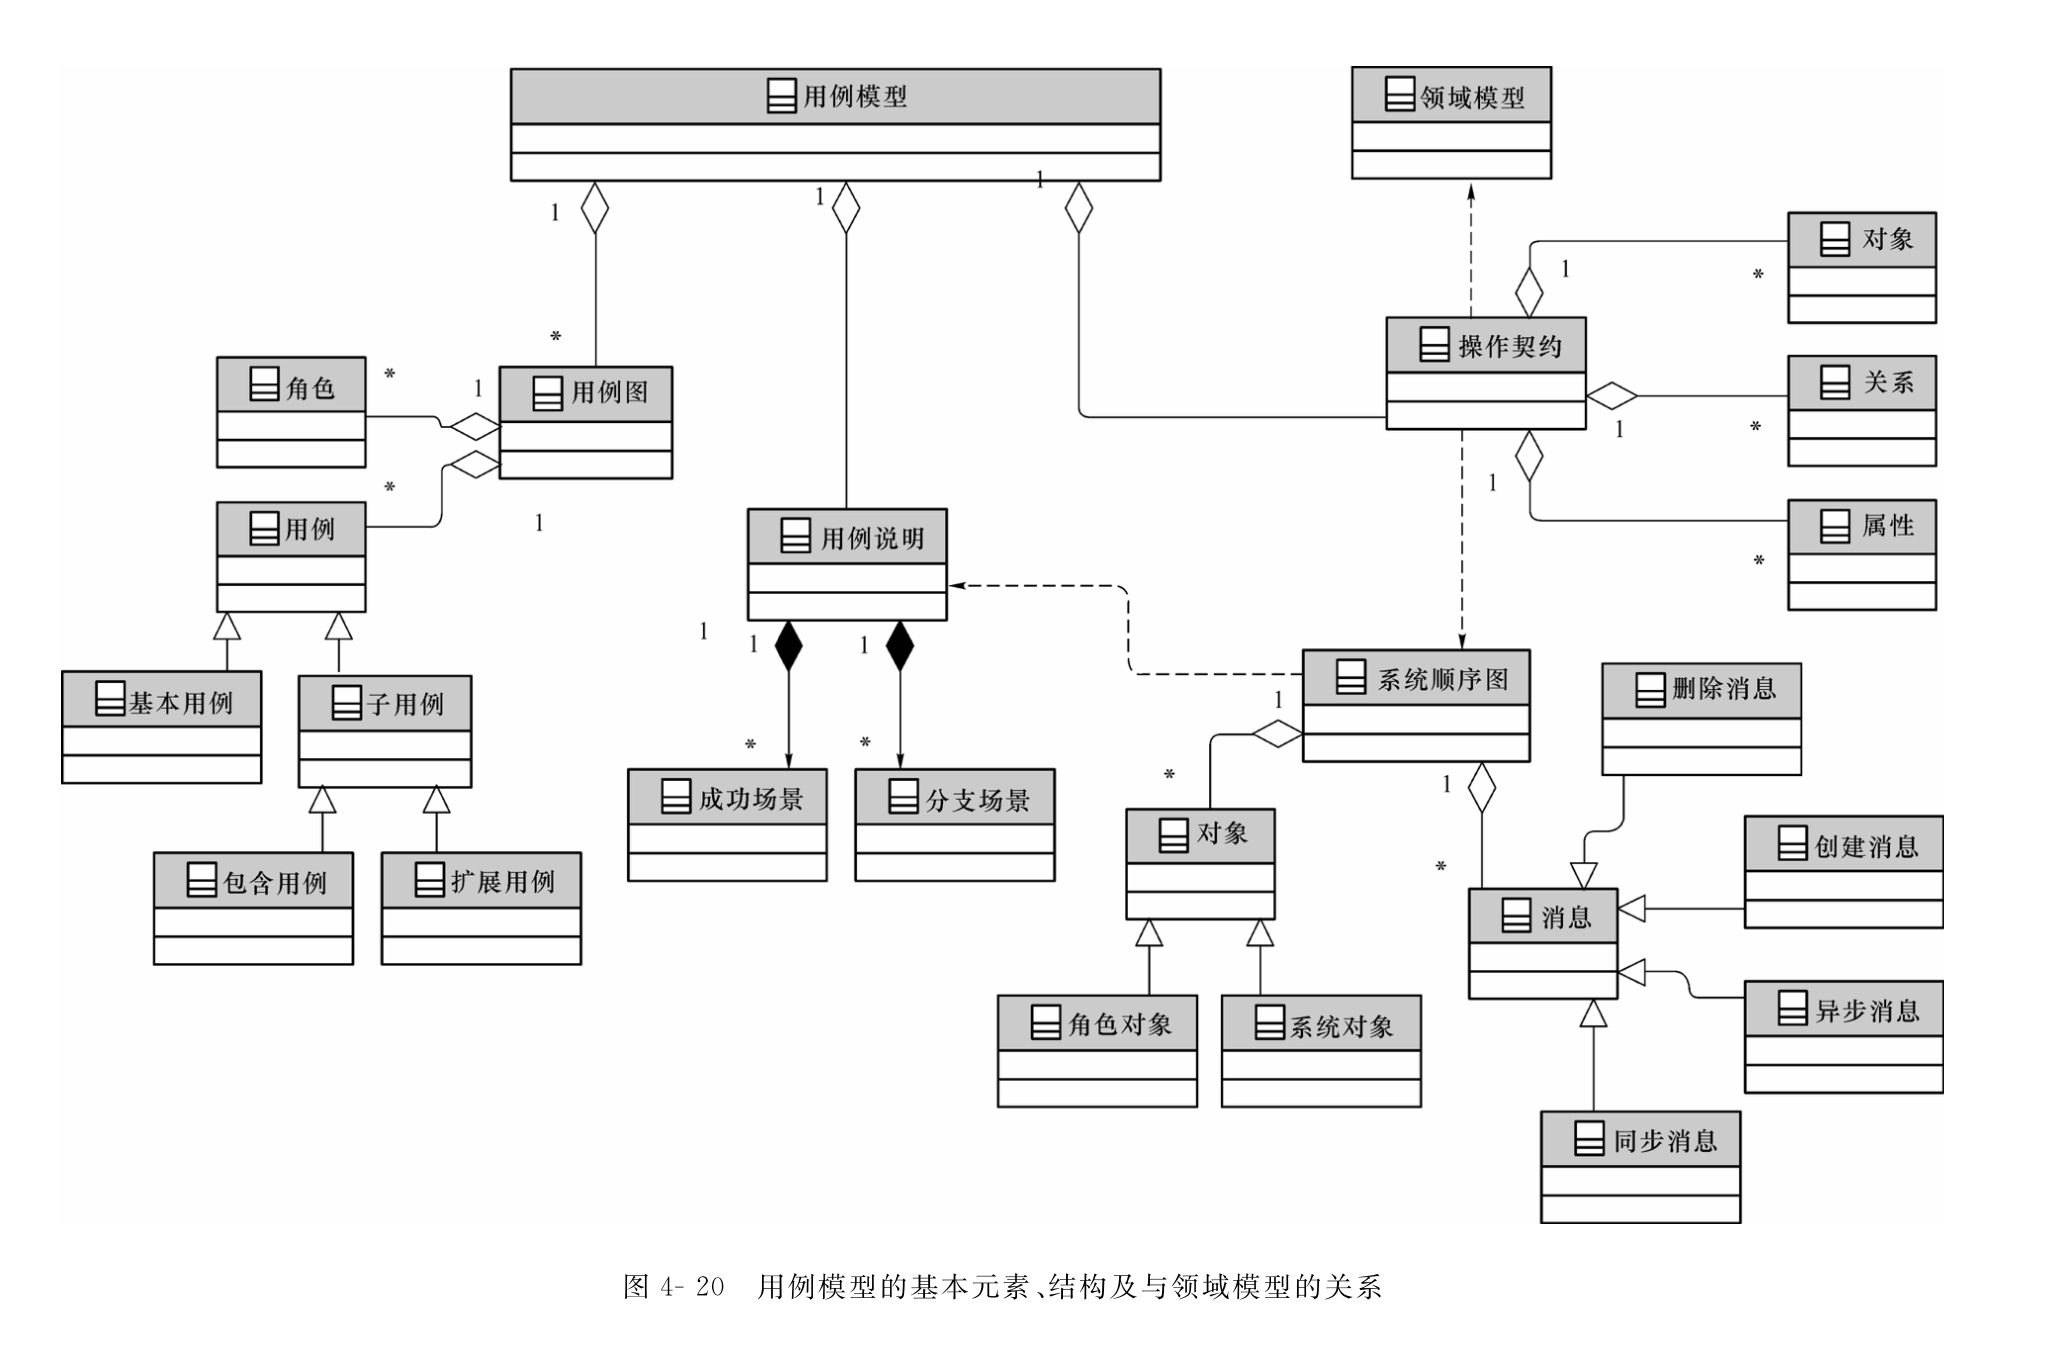 用例模型
领域模型
1
1
1
对象
1
*
*
操作契约
角色
*
1
用例图
关系
1
*
用例
*
1
1
属性
*
用例说明
1
1
1
系统顺序图
删除消息
基本用例
子用例
1
*
*
*
1
成功场景
分支场景
对象
*
创建消息
包含用例
扩展用例
消息
角色对象
系统对象
异步消息
同步消息
图 4-20 用例模型的基本元素、结构及与领域模型的关系